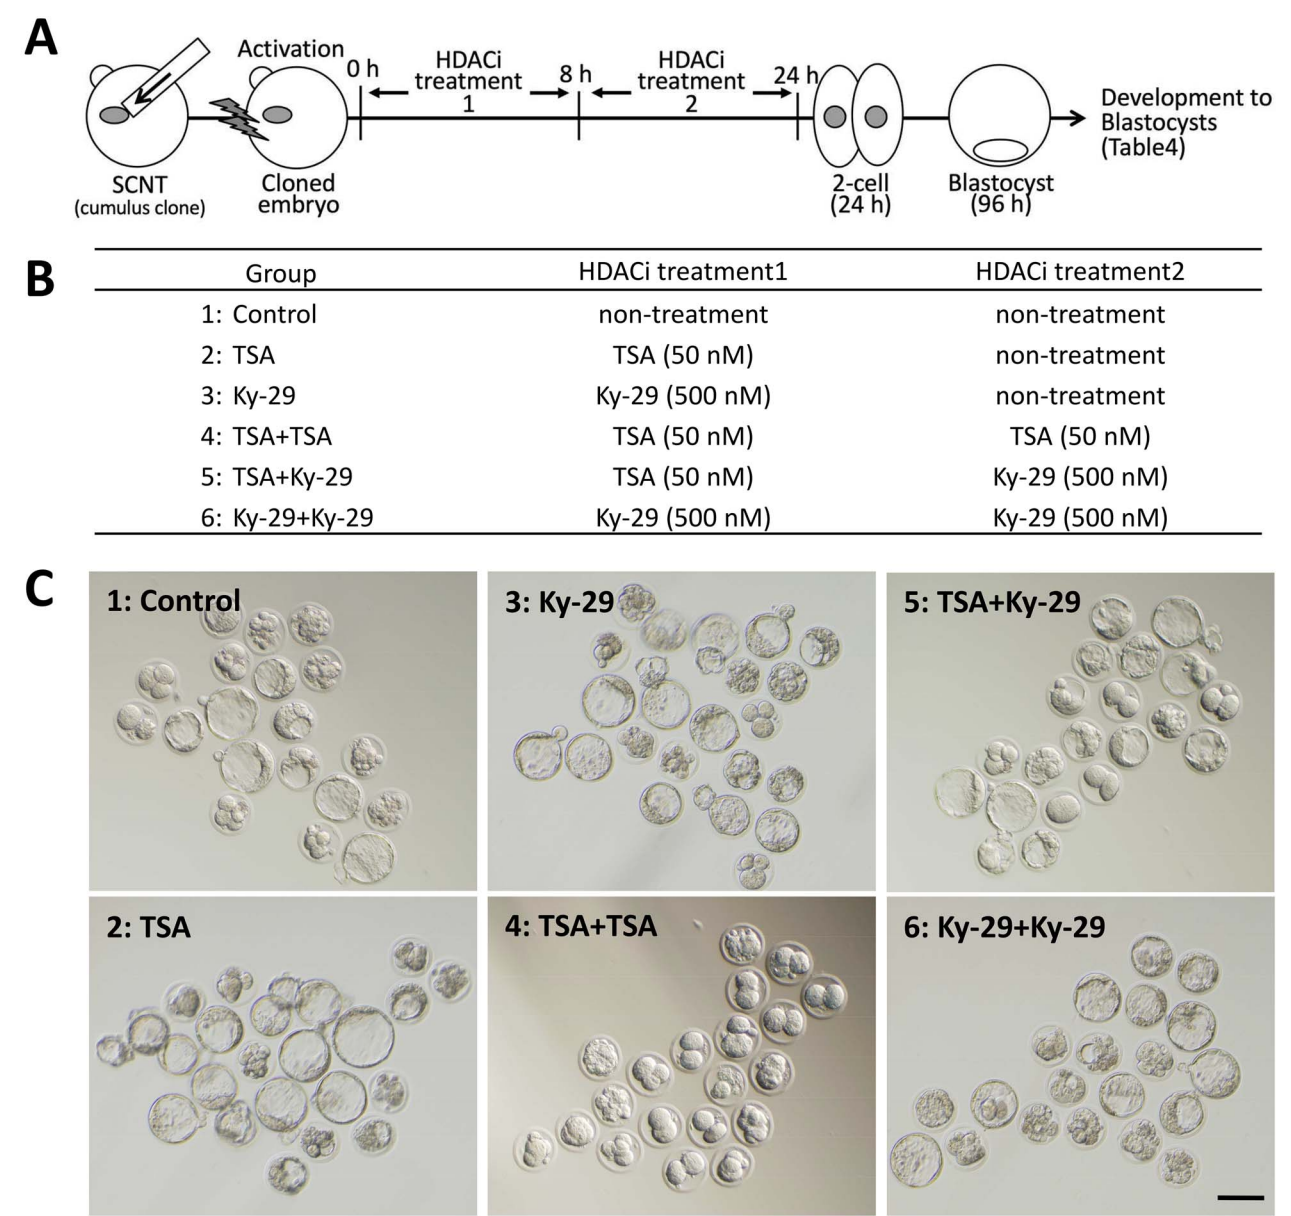 A
Activation
0 h
HDACi
treatment
1
8 h
HDACi
treatment
2
24 h
SCNT
(cumulus clone)
Cloned
embryo
2-cell
(24 h)
Blastocyst
(96 h)
Development to
Blastocysts
(Table4)
B
Group HDACi treatment1 HDACi treatment2
1: Control non-treatment non-treatment
2: TSA TSA (50 nM) non-treatment
3: Ky-29 Ky-29 (500 nM) non-treatment
4: TSA+TSA TSA (50 nM) TSA (50 nM)
5: TSA+Ky-29 TSA (50 nM) Ky-29 (500 nM)
6: Ky-29+Ky-29 Ky-29 (500 nM) Ky-29 (500 nM)
C
1: Control
3: Ky-29
5: TSA+Ky-29
2: TSA
4: TSA+TSA
6: Ky-29+Ky-29